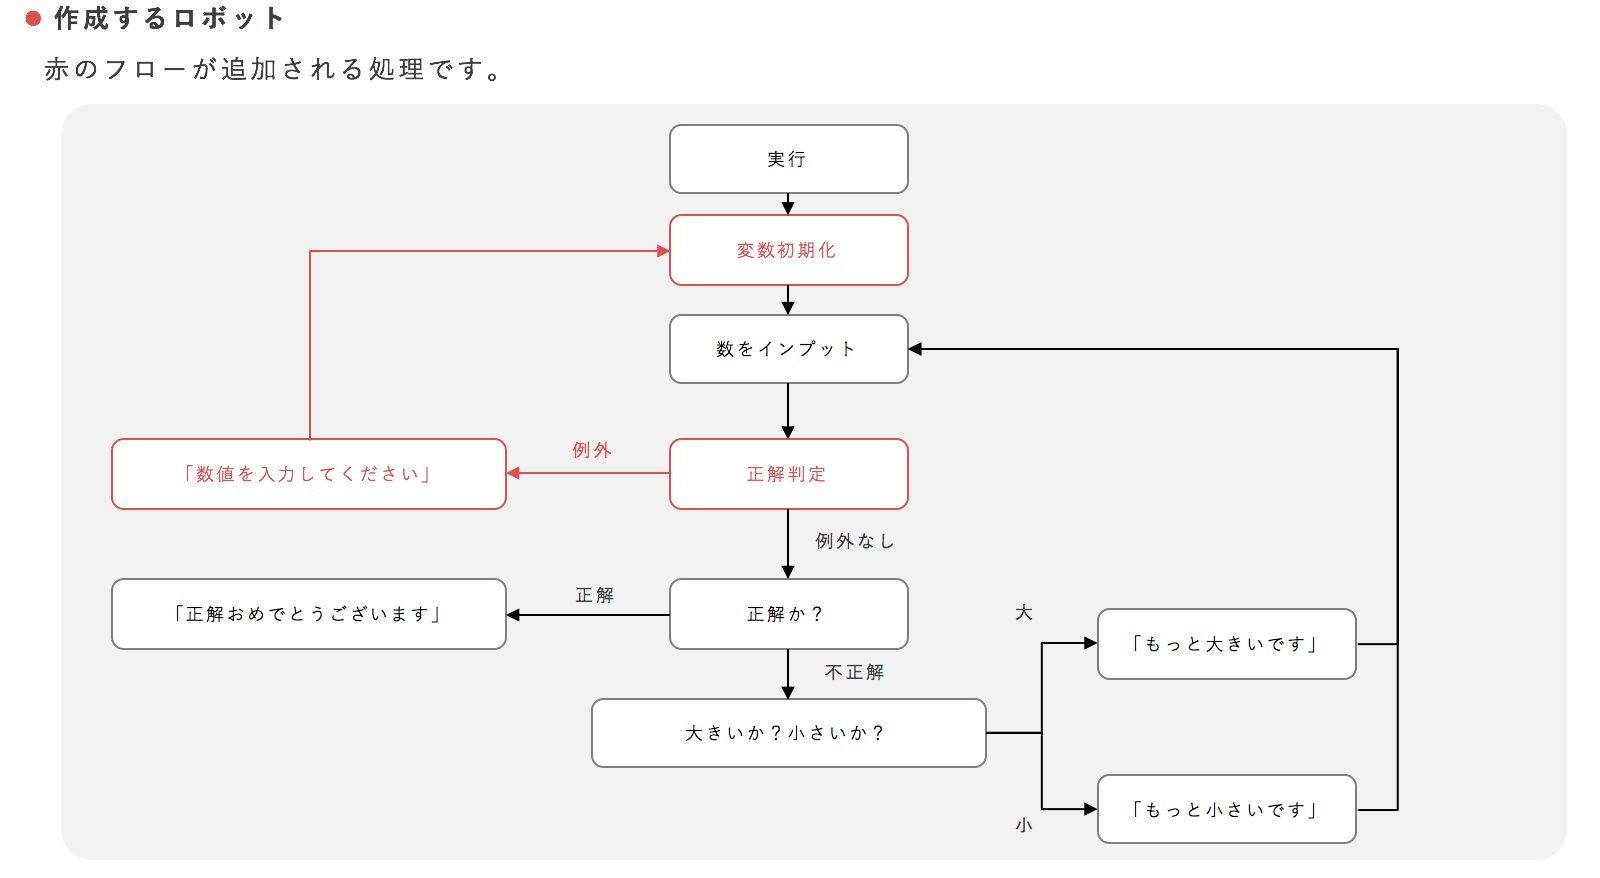 作成するロボット
赤のフローが追加される処理です。
実行
変数初期化
数をインプット
例外
「数値を入力してください」
正解判定
例外なし
正解
「正解おめでとうございます」
正解か？
大
「もっと大きいです」
不正解
大きいか？小さいか？
「もっと小さいです」
小